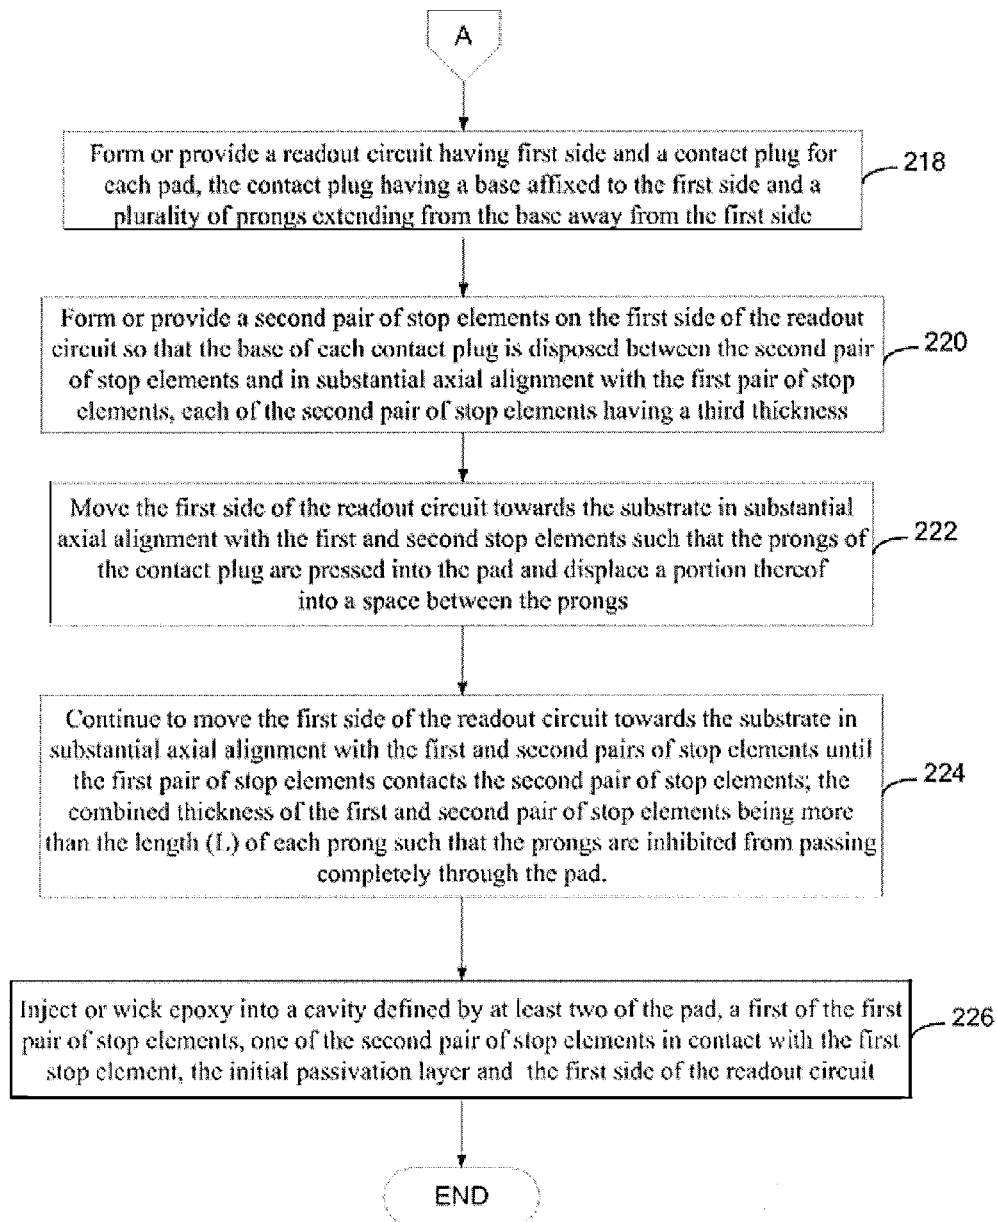 A
Form or provide a readout circuit having first side and a contact plug for
each pad, the contact plug having a base affixed to the first side and a
plurality of prongs extending from the base away from the first side
218
Form or provide a second pair of stop elements on the first side of the readout
circuit so that the base of each contact plug is disposed between the second pair
of stop elements and in substantial axial alignment with the first pair of stop
elements, each of the second pair of stop elements having a third thickness
220
Move the first side of the readout circuit towards the substrate in substantial
axial alignment with the first and second stop elements such that the prongs of
the contact plug are pressed into the pad and displace a portion thereof
into a space between the prongs
222
Continue to move the first side of the readout circuit towards the substrate in
substantial axial alignment with the first and second pairs of stop elements until
the first pair of stop elements contacts the second pair of stop elements; the
combined thickness of the first and second pair of stop elements being more
than the length (L) of each prong such that the prongs are inhibited from passing
completely through the pad.
224
Inject or wick epoxy into a cavity defined by at least two of the pad, a first of the first
pair of stop elements, one of the second pair of stop elements in contact with the first
stop element, the initial passivation layer and the first side of the readout circuit
226
END